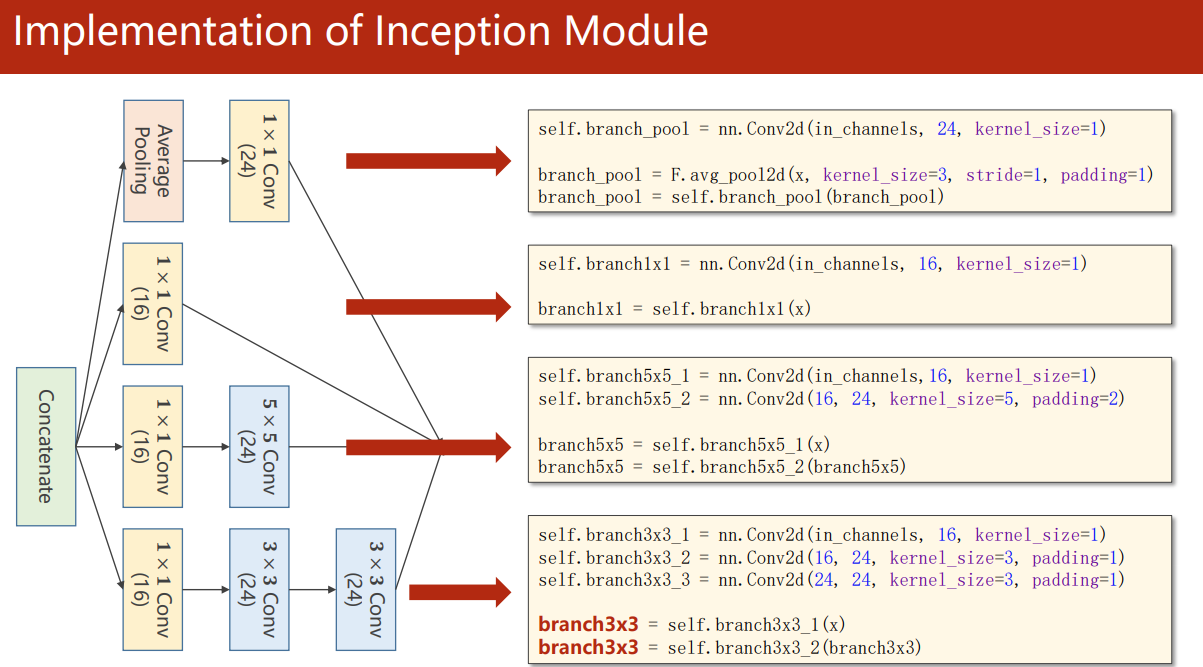 Implementation of Inception Module
Average
Pooling
1×1 Conv
(24)
self.branch_pool = nn.Conv2d(in_channels, 24, kernel_size=1)
branch_pool = F.avg_pool2d(x, kernel_size=3, stride=1, padding=1)
branch_pool = self.branch_pool(branch_pool)
1×1 Conv
(16)
self.branch1x1 = nn.Conv2d(in_channels, 16, kernel_size=1)
branch1x1 = self.branch1x1(x)
Concatenate
1×1 Conv
(16)
5×5 Conv
(24)
self.branch5x5_1 = nn.Conv2d(in_channels,16, kernel_size=1)
self.branch5x5_2 = nn.Conv2d(16, 24, kernel_size=5, padding=2)
branch5x5 = self.branch5x5_1(x)
branch5x5 = self.branch5x5_2(branch5x5)
1×1 Conv
(16)
3×3 Conv
(24)
3×3 Conv
(24)
self.branch3x3_1 = nn.Conv2d(in_channels, 16, kernel_size=1)
self.branch3x3_2 = nn.Conv2d(16, 24, kernel_size=3, padding=1)
self.branch3x3_3 = nn.Conv2d(24, 24, kernel_size=3, padding=1)
branch3x3 = self.branch3x3_1(x)
branch3x3 = self.branch3x3_2(branch3x3)